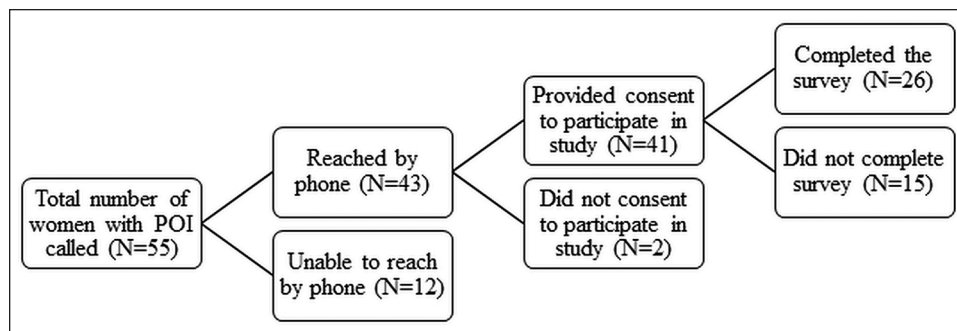 Total number of
women with POI
called (N=55)
Reached by
phone (N=43)
Unable to reach
by phone (N=12)
Provided consent
to participate in
study (N=41)
Did not consent
to participate in
study (N=2)
Completed the
survey (N=26)
Did not complete
survey (N=15)